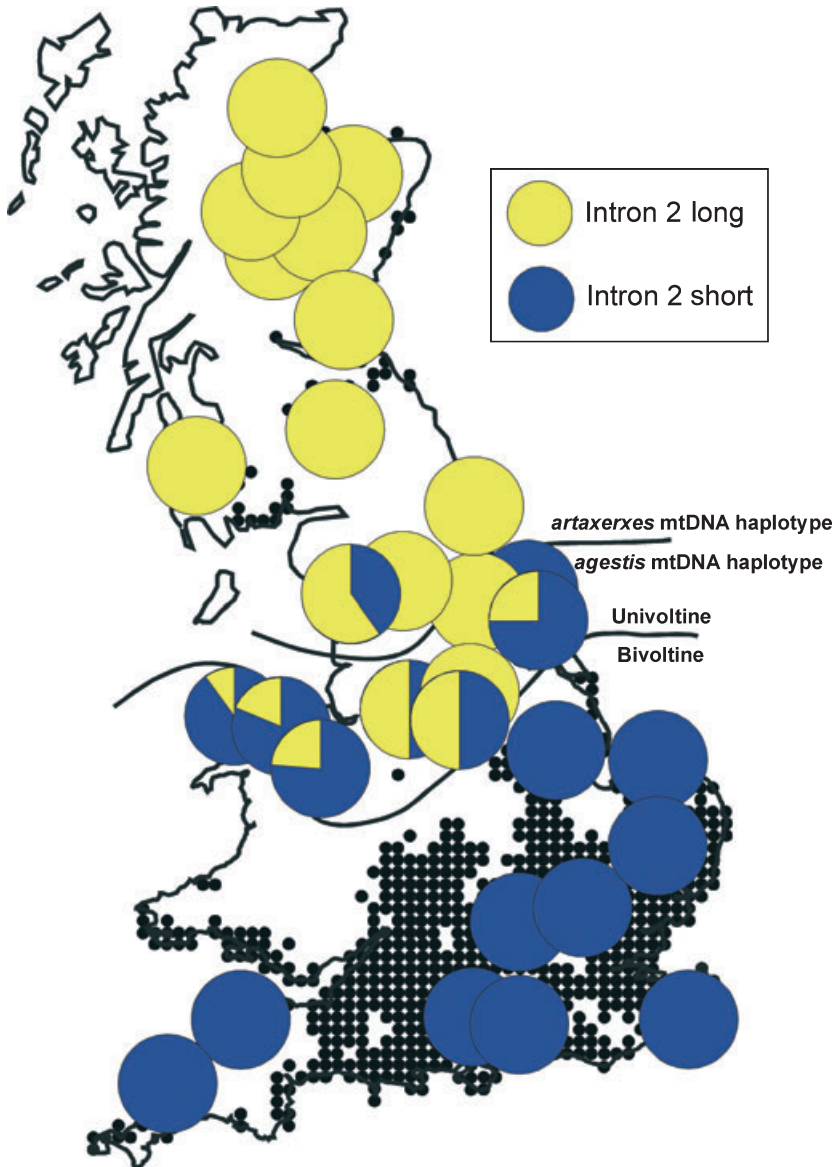 Intron 2 long
Intron 2 short
artaxerxes mtDNA haplotype
agestis mtDNA haplotype
Univoltine
Bivoltine